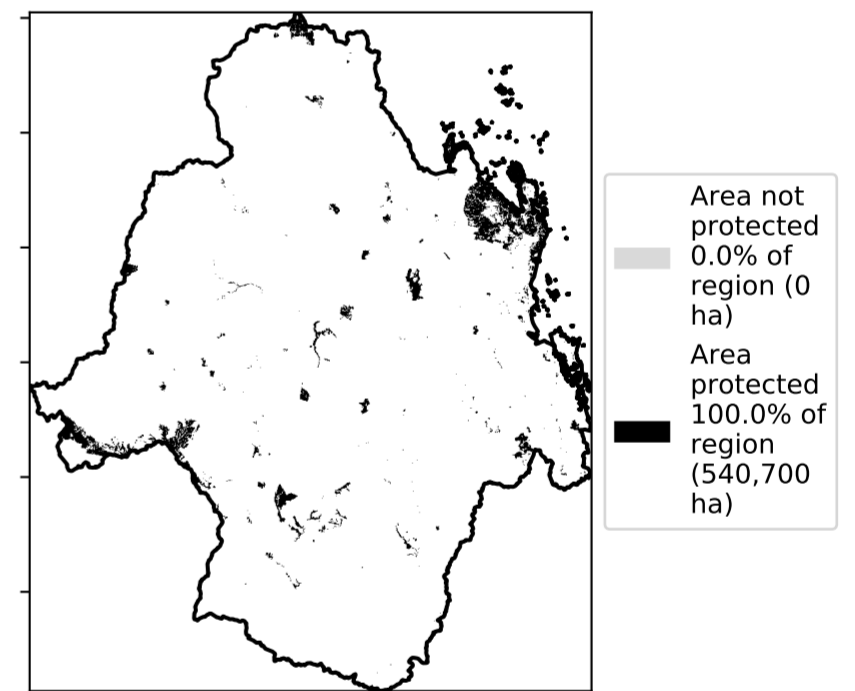 Area not
protected
0.0% of
region (0
ha)
Area
protected
100.0% of
region
(540,700
ha)